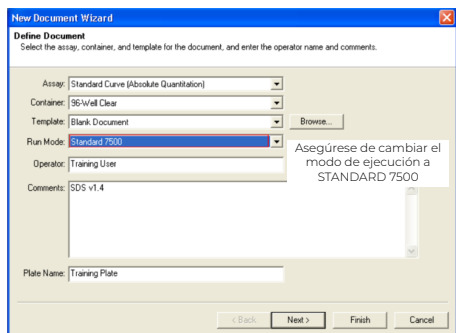 New Document Wizard
Define Document
Select the assay, container, and template for the document, and enter the operator name and comments.
Assay: Standard Curve (Absolute Quantitation)
Container: 96-Well Clear
Template: Blank Document Browse...
Run Mode: Standard 7500
Asegúrese de cambiar el
modo de ejecución a
STANDARD 7500
Operator: Training User
Comments: SDS v1.4
Plate Name: Training Plate
< Back Next > Finish Cancel